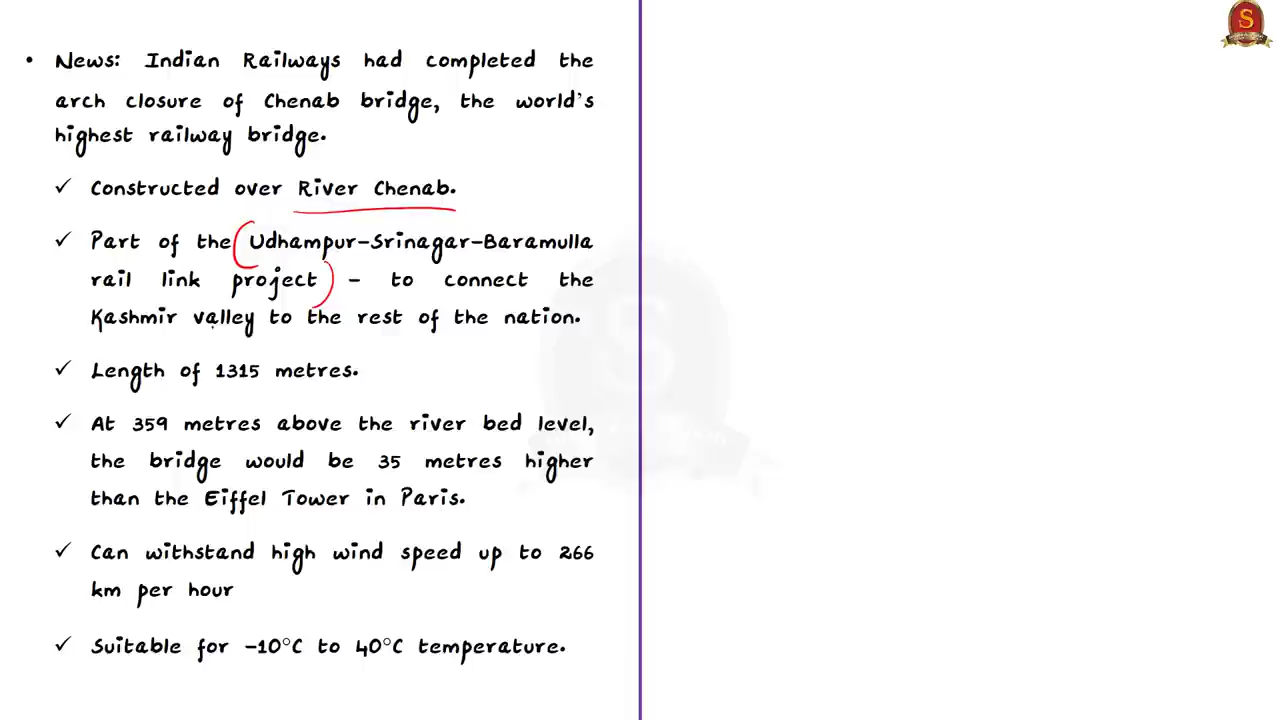 • News: Indian Railways had completed the
arch closure of Chenab bridge, the world's
highest railway bridge.
✓ Constructed over River Chenab.
✓ Part of the Udhampur-Srinagar-Baramulla
rail link project - to connect the
Kashmir valley to the rest of the nation.
✓ Length of 1315 metres.
✓ At 359 metres above the river bed level,
the bridge would be 35 metres higher
than the Eiffel Tower in Paris.
✓ Can withstand high wind speed up to 266
km per hour
✓ Suitable for -10°C to 40°C temperature.
S
S